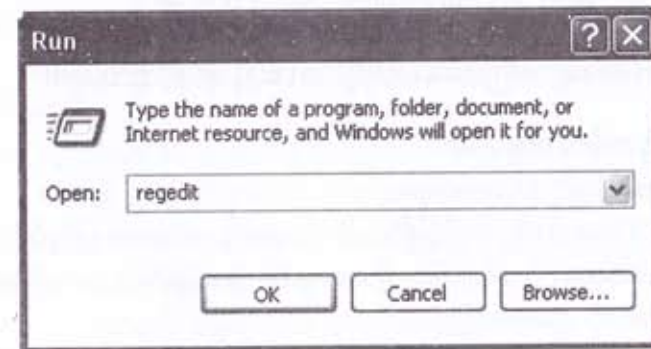 Run
Type the name of a program, folder, document, or
Internet resource, and Windows will open it for you.
Open: regedit
OK Cancel Browse...